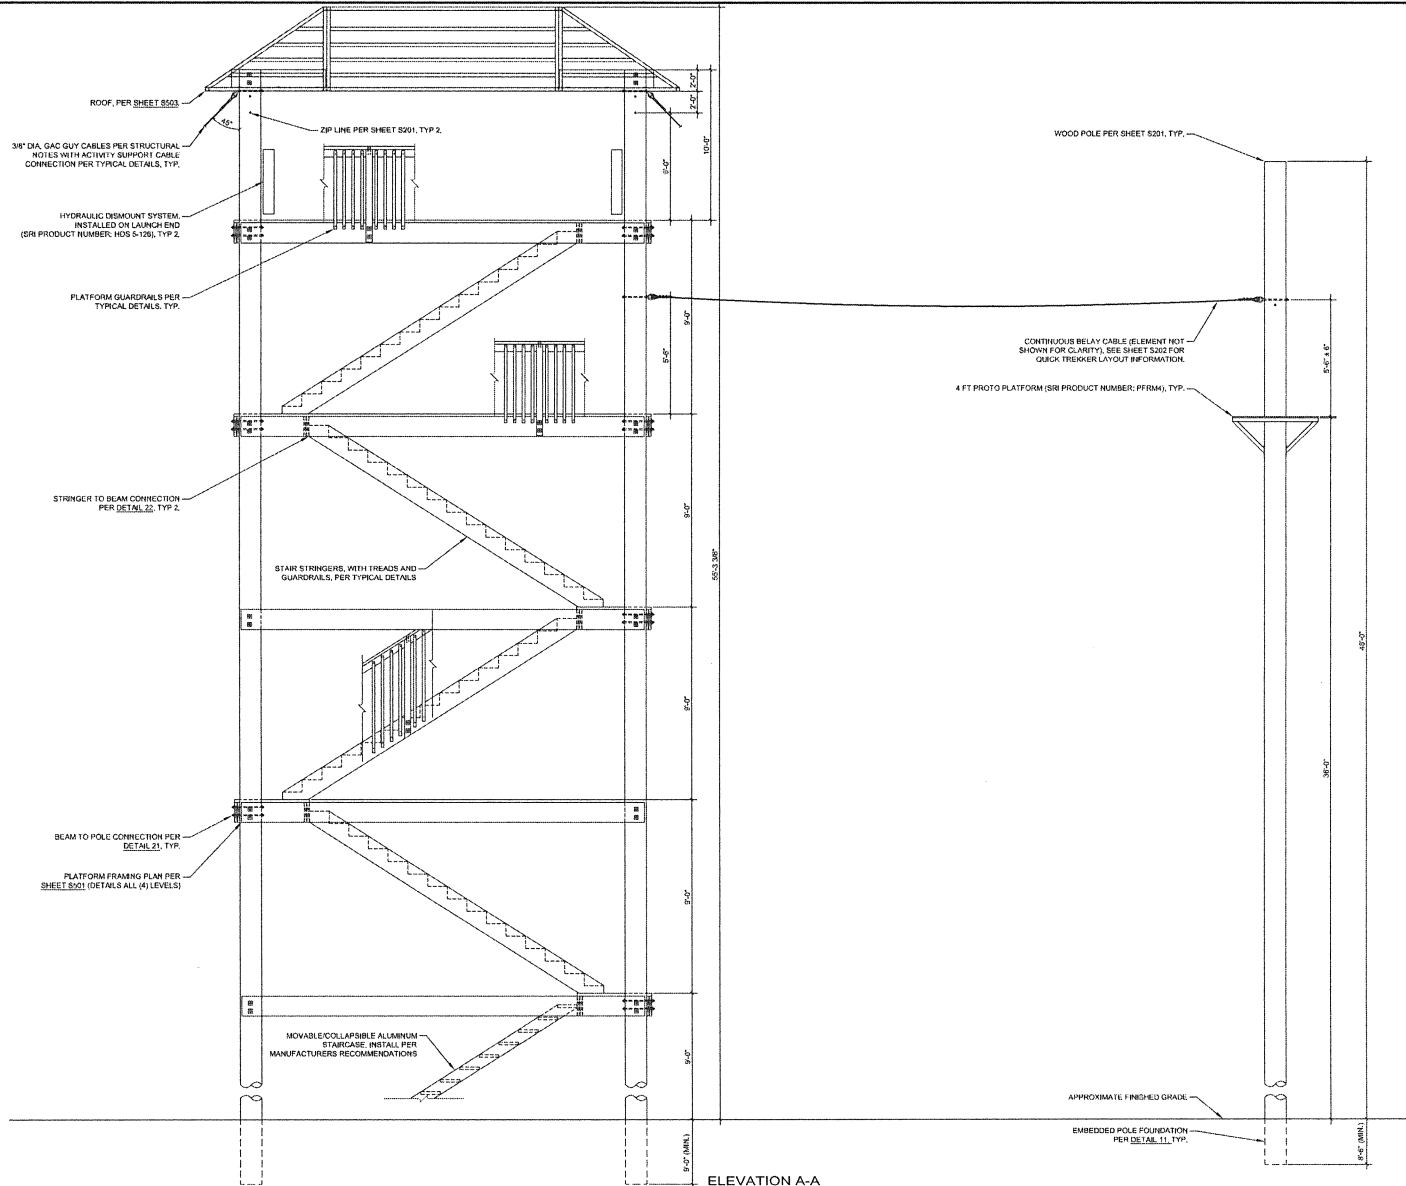 ROOF, PER SHEET S503.
45°
ZIP LINE PER SHEET S201, TYP 2.
3/8" DIA. GAC GUY CABLES PER STRUCTURAL
NOTES WITH ACTIVITY SUPPORT CABLE
CONNECTION PER TYPICAL DETAILS, TYP.
HYDRAULIC DISMOUNT SYSTEM,
INSTALLED ON LAUNCH END
(SRI PRODUCT NUMBER: HDS 5-126), TYP 2.
PLATFORM GUARDRAILS PER
TYPICAL DETAILS. TYP.
STRINGER TO BEAM CONNECTION
PER DETAIL 22, TYP 2.
STAIR STRINGERS, WITH TREADS AND
GUARDRAILS, PER TYPICAL DETAILS
BEAM TO POLE CONNECTION PER
DETAIL 21, TYP.
PLATFORM FRAMING PLAN PER
SHEET S501 (DETAILS ALL (4) LEVELS)
MOVABLE/COLLAPSIBLE ALUMINUM
STAIRCASE. INSTALL PER
MANUFACTURERS RECOMMENDATIONS
2'-0"
2'-0"
10'-0"
6'-0"
9'-0"
5'-6"
9'-0"
55'-3 3/8"
9'-0"
9'-0"
9'-0"
9'-0" (MIN.)
WOOD POLE PER SHEET S201, TYP.
CONTINUOUS BELAY CABLE (ELEMENT NOT
SHOWN FOR CLARITY), SEE SHEET S202 FOR
QUICK TREKKER LAYOUT INFORMATION.
4 FT PROTO PLATFORM (SRI PRODUCT NUMBER: PFRM4), TYP.
5'-6" ± 6"
48'-0"
36'-0"
APPROXIMATE FINISHED GRADE
EMBEDDED POLE FOUNDATION
PER DETAIL 11, TYP.
8'-6" (MIN.)
ELEVATION A-A